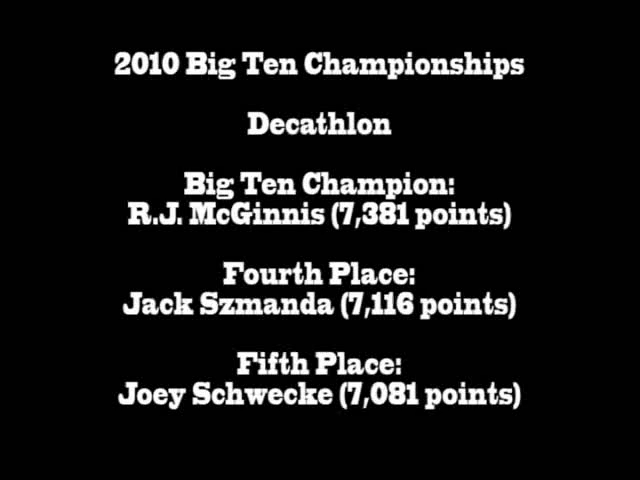 2010 Big Ten Championships
Decathlon
Big Ten Champion:
R.J. McGinnis (7,381 points)
Fourth Place:
Jack Szmanda (7,116 points)
Fifth Place:
Joey Schwecke (7,081 points)